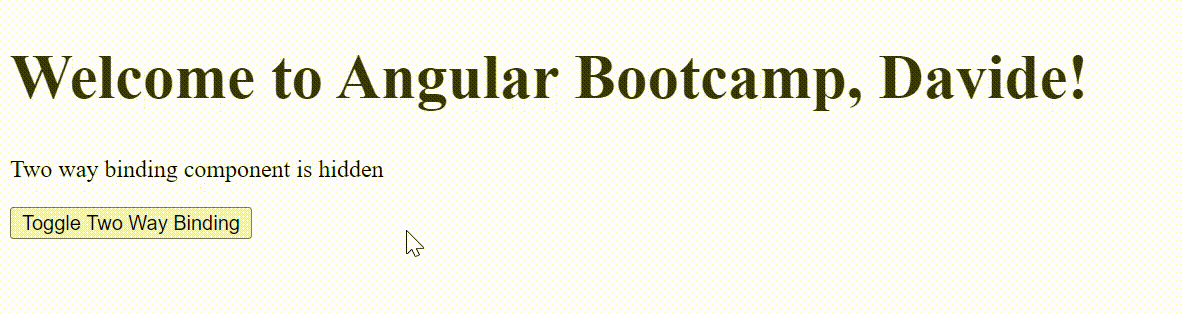 Welcome to Angular Bootcamp, Davide!
Two way binding component is hidden
Toggle Two Way Binding